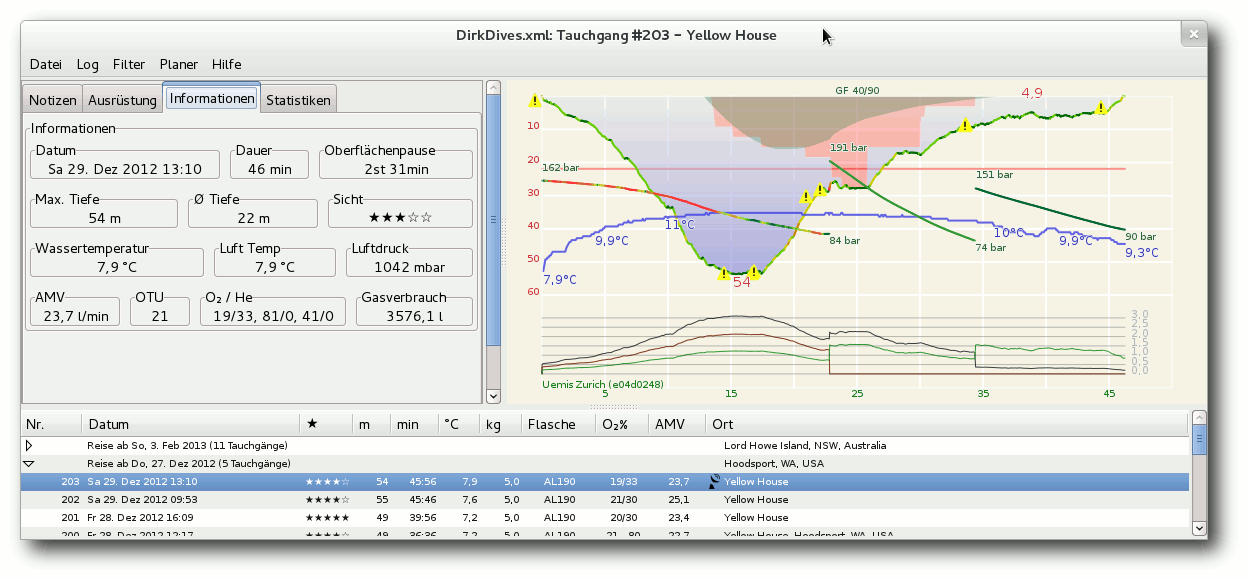 DirkDives.xml: Tauchgang #203 - Yellow House
Datei Log Filter Planer Hilfe
Notizen Ausrüstung Informationen Statistiken
Informationen
Datum Dauer Oberflächenpause
Sa 29. Dez 2012 13:10 46 min 2st 31min
Max. Tiefe Ø Tiefe Sicht
54 m 22 m ★★★☆☆
Wassertemperatur Luft Temp Luftdruck
7,9 °C 7,9 °C 1042 mbar
AMV OTU O₂ / He Gasverbrauch
23,7 l/min 21 19/33, 81/0, 41/0 3576,1 l
GF 40/90
4,9
10
20
30
40
50
60
162 bar
191 bar
151 bar
84 bar
74 bar
90 bar
7,9°C
9,9°C
11°C
10°C
9,9°C
9,3°C
54
3,0
2,5
2,0
1,5
1,0
0,5
0,0
Uemis Zurich (e04d0248)
5 15 25 35 45
Nr. Datum ★ m min °C kg Flasche O₂% AMV Ort
Reise ab So, 3. Feb 2013 (11 Tauchgänge) Lord Howe Island, NSW, Australia
Reise ab Do, 27. Dez 2012 (5 Tauchgänge) Hoodsport, WA, USA
203 Sa 29. Dez 2012 13:10 ★★★★☆ 54 45:56 7,9 5,0 AL190 19/33 23,7 Yellow House
202 Sa 29. Dez 2012 09:53 ★★★★☆ 55 45:46 7,6 5,0 AL190 21/30 25,1 Yellow House
201 Fr 28. Dez 2012 16:09 ★★★★★ 49 39:56 7,2 5,0 AL190 20/30 23,4 Yellow House
200 Fr 28. Dez 2012 12:17 ★★★★☆ 49 36:36 7,2 5,0 AL190 21...80 22,7 Yellow House, Hoodsport, WA, USA